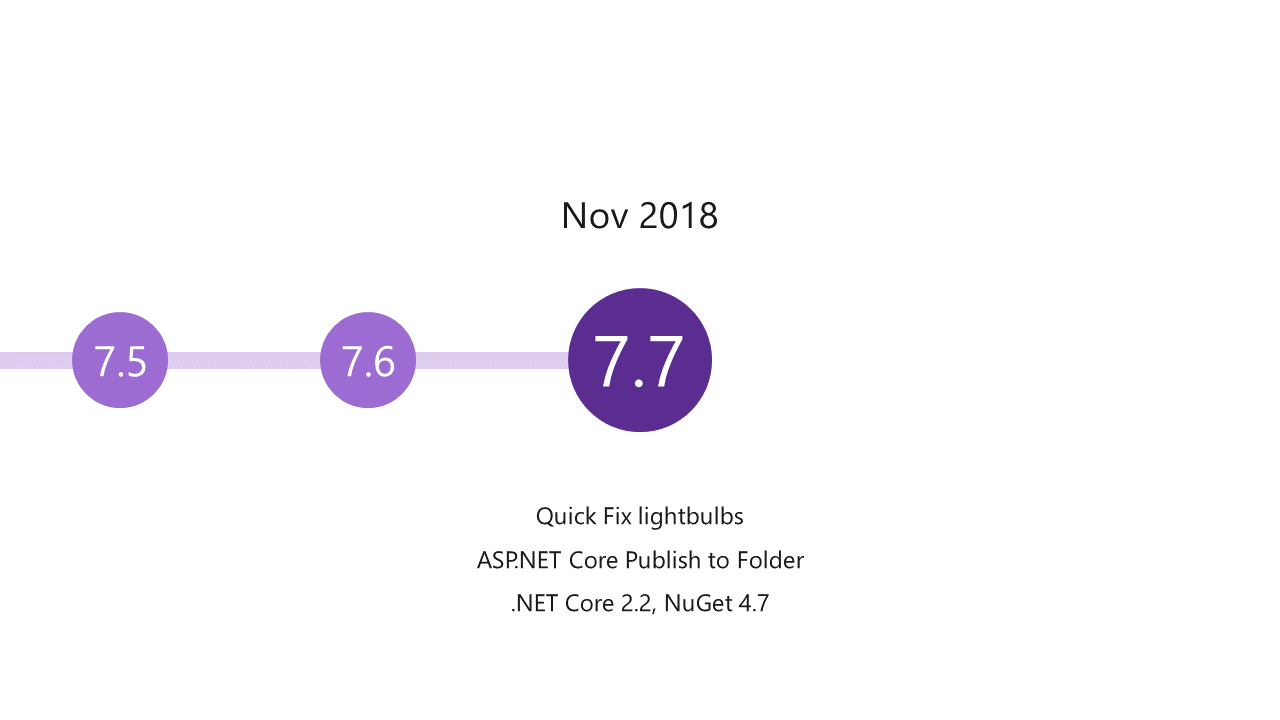 Nov 2018
7.5
7.6
7.7
Quick Fix lightbulbs
ASP.NET Core Publish to Folder
.NET Core 2.2, NuGet 4.7